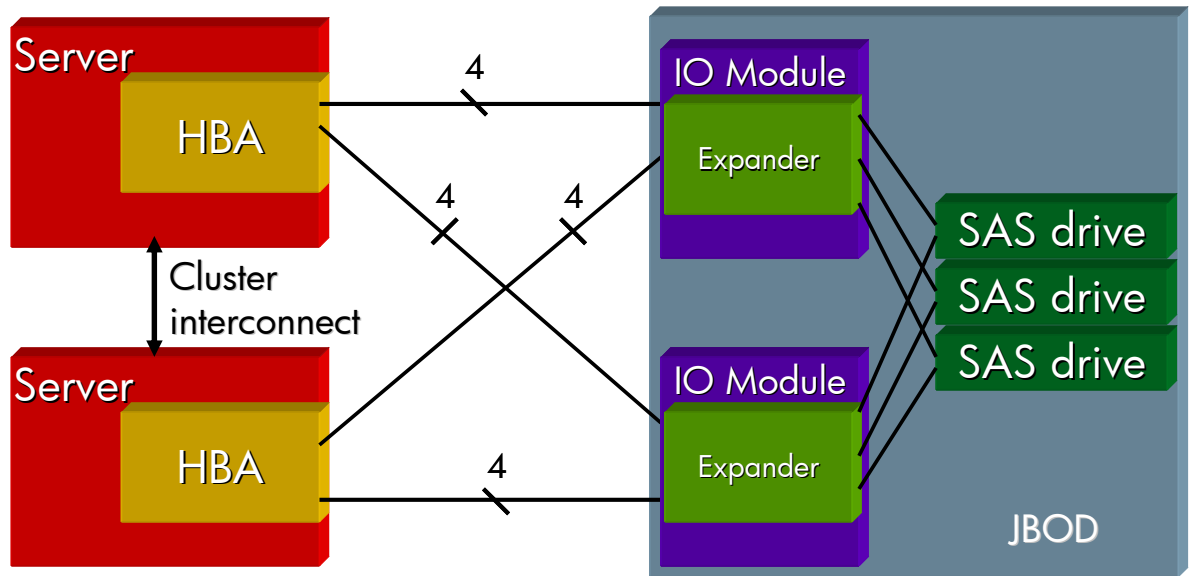 Server
HBA
4
IO Module
Expander
4
4
SAS drive
SAS drive
SAS drive
Cluster
interconnect
Server
HBA
4
IO Module
Expander
JBOD